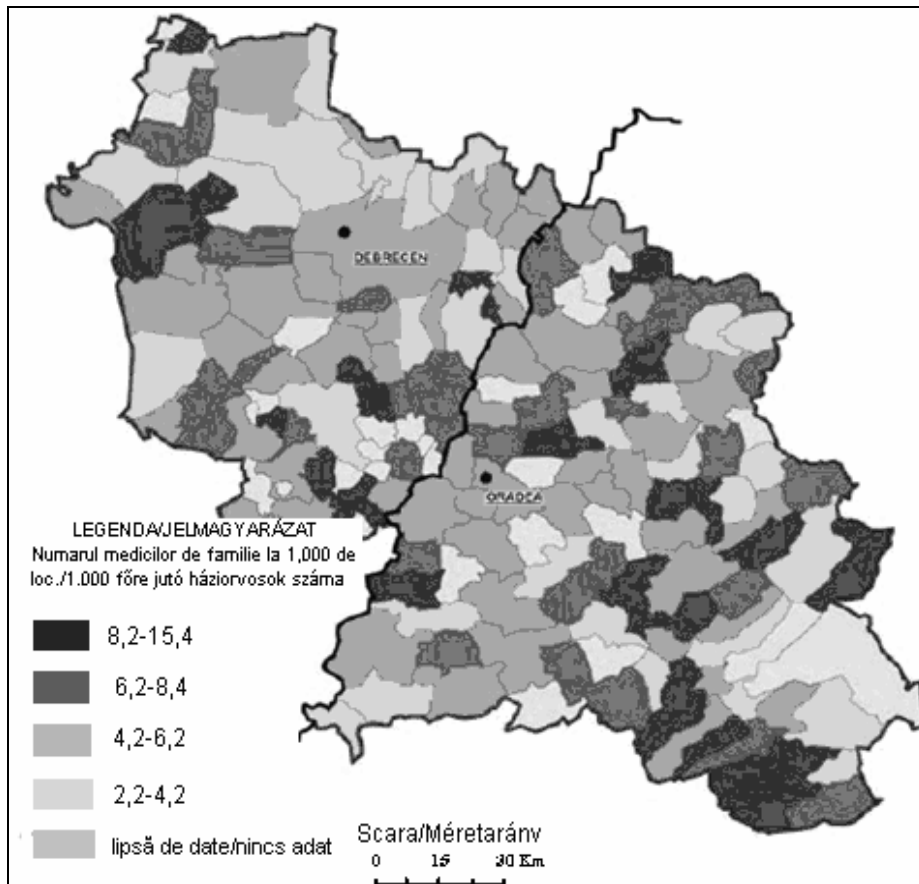 DEBRECEN
ORADEA
LEGENDA/JELMAGYARÁZAT
Numarul medicilor de familie la 1,000 de
loc./1.000 főre jutó háziorvosok száma
8,2-15,4
6,2-8,4
4,2-6,2
2,2-4,2
lipsă de date/nincs adat
Scara/Méretarány
0 15 30 Km